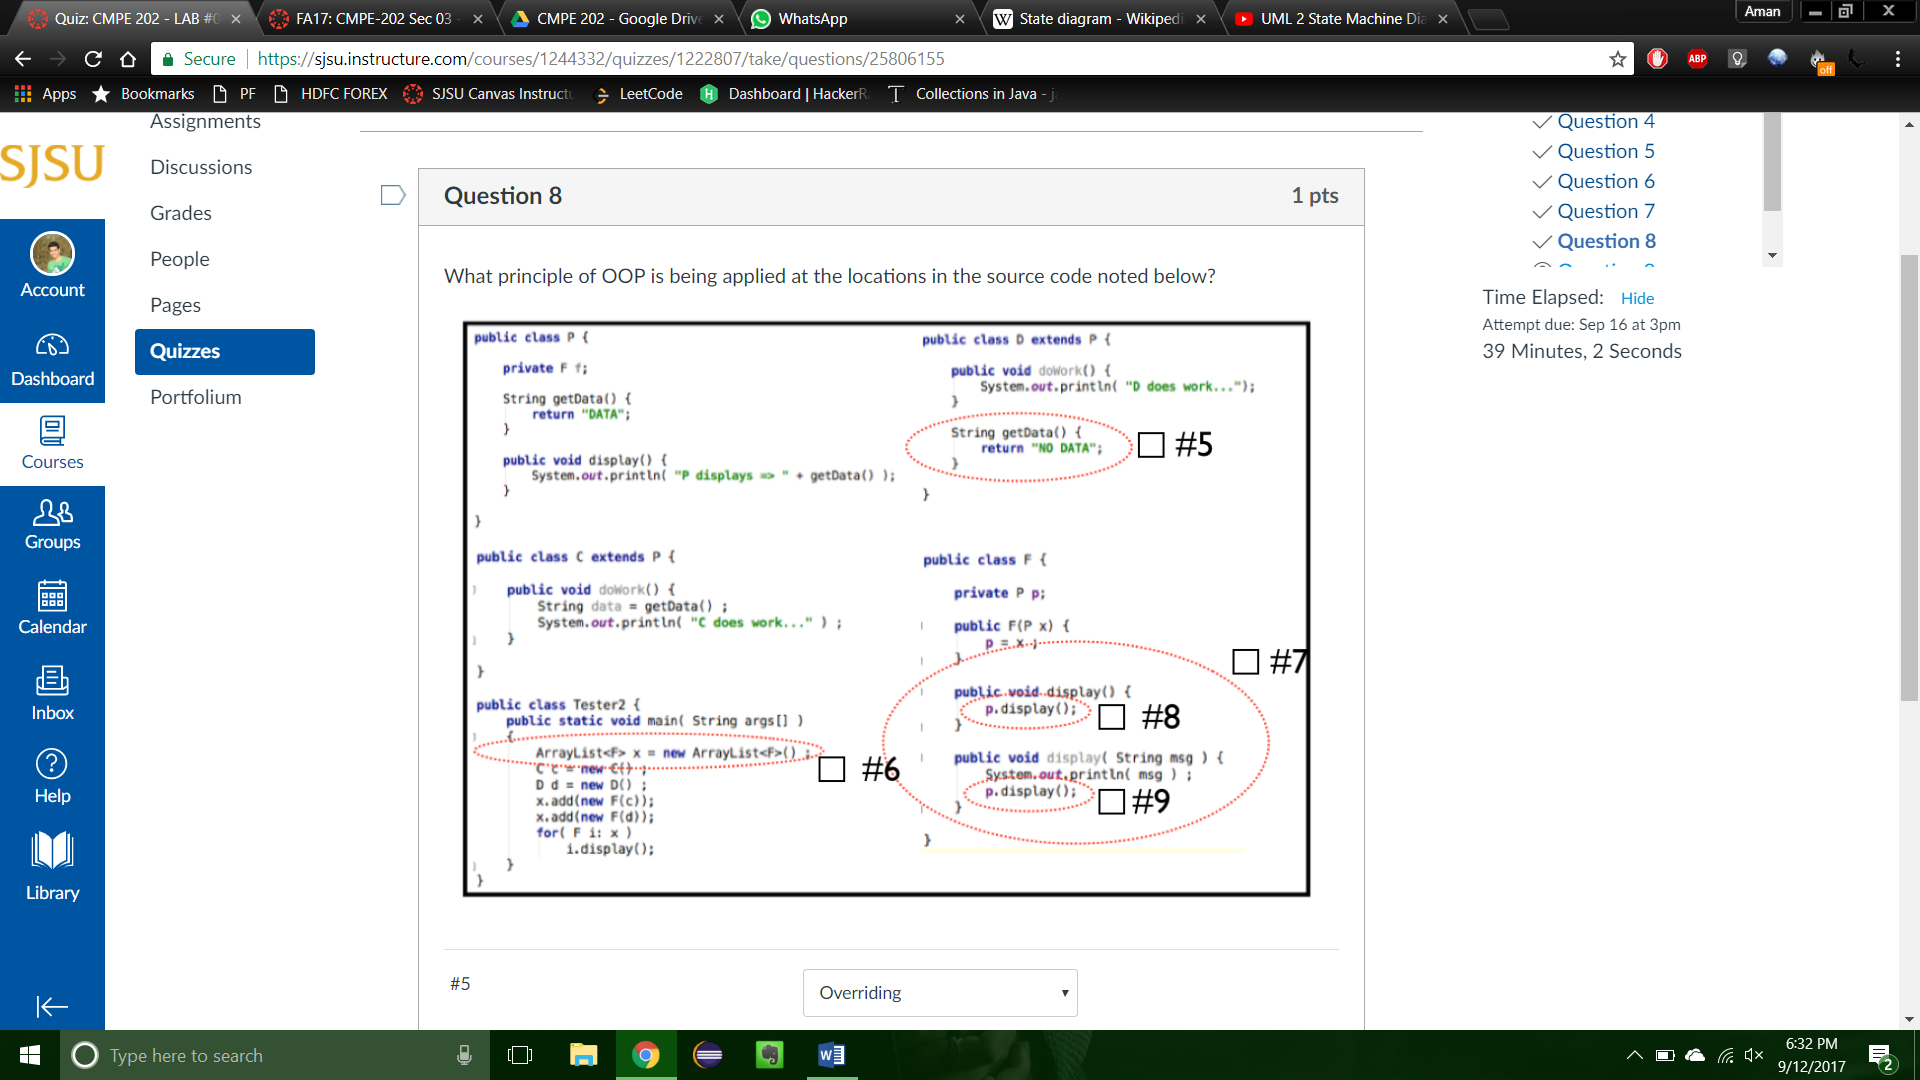 Quiz: CMPE 202 - LAB #0
FA17: CMPE-202 Sec 03 -
CMPE 202 - Google Drive
WhatsApp
State diagram - Wikipedi
UML 2 State Machine Dia
Aman
Secure
https://sjsu.instructure.com/courses/1244332/quizzes/1222807/take/questions/25806155
ABP
off
Apps
Bookmarks
PF
HDFC FOREX
SJSU Canvas Instructu
LeetCode
Dashboard | HackerRa
Collections in Java - j
SJSU
Account
Dashboard
Courses
Groups
Calendar
Inbox
Help
Library
Assignments
Discussions
Grades
People
Pages
Quizzes
Portfolium
Question 8
1 pts
What principle of OOP is being applied at the locations in the source code noted below?
public class P {
private F f;
String getData() {
return "DATA";
}
public void display() {
System.out.println( "P displays => " + getData() );
}
}
public class D extends P {
public void doWork() {
System.out.println( "D does work...");
}
String getData() {
return "NO DATA";
}
}
#5
public class C extends P {
public void doWork() {
String data = getData() ;
System.out.println( "C does work..." ) ;
}
}
public class F {
private P p;
public F(P x) {
p = x ;
}
#7
public void display() {
p.display();
}
#8
public void display( String msg ) {
System.out.println( msg ) ;
p.display();
}
#9
}
public class Tester2 {
public static void main( String args[] )
{
ArrayList<F> x = new ArrayList<F>() ;
#6
C c = new C() ;
D d = new D() ;
x.add(new F(c));
x.add(new F(d));
for( F i: x )
i.display();
}
}
#5
Overriding
Question 4
Question 5
Question 6
Question 7
Question 8
Time Elapsed: Hide
Attempt due: Sep 16 at 3pm
39 Minutes, 2 Seconds
Type here to search
6:32 PM
9/12/2017
2